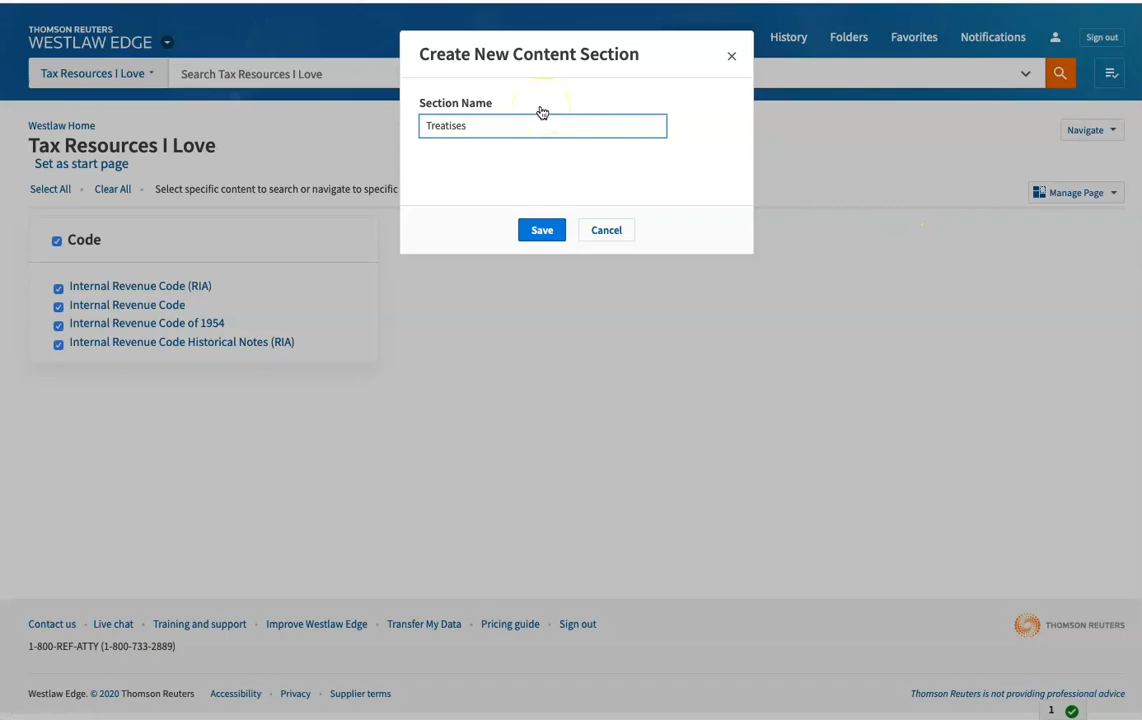 THOMSON REUTERS
WESTLAW EDGE
History Folders Favorites Notifications Sign out
Tax Resources I Love Search Tax Resources I Love
Create New Content Section
Section Name
Treatises
Save Cancel
Westlaw Home
Tax Resources I Love
Set as start page
Navigate
Select All • Clear All • Select specific content to search or navigate to specific
Manage Page
Code
Internal Revenue Code (RIA)
Internal Revenue Code
Internal Revenue Code of 1954
Internal Revenue Code Historical Notes (RIA)
Contact us • Live chat • Training and support • Improve Westlaw Edge • Transfer My Data • Pricing guide • Sign out
THOMSON REUTERS
1-800-REF-ATTY (1-800-733-2889)
Westlaw Edge. © 2020 Thomson Reuters Accessibility • Privacy • Supplier terms
Thomson Reuters is not providing professional advice
1